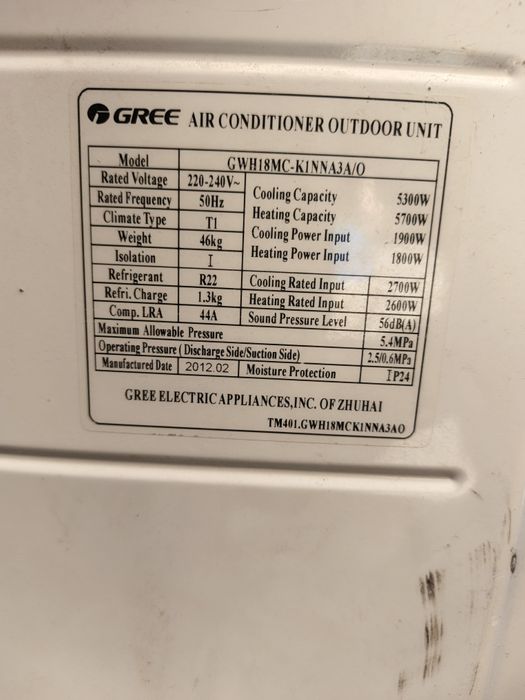 GREE AIR CONDITIONER OUTDOOR UNIT
Model GWH18MC-K1NNA3A/O
Rated Voltage 220-240V~
Rated Frequency 50Hz
Climate Type T1
Weight 46kg
Isolation I
Refrigerant R22
Refri. Charge 1.3kg
Comp. LRA 44A
Cooling Capacity 5300W
Heating Capacity 5700W
Cooling Power Input 1900W
Heating Power Input 1800W
Cooling Rated Input 2700W
Heating Rated Input 2600W
Sound Pressure Level 56dB(A)
Maximum Allowable Pressure 5.4MPa
Operating Pressure ( Discharge Side/Suction Side) 2.5/0.6MPa
Manufactured Date 2012.02 Moisture Protection IP24
GREE ELECTRIC APPLIANCES,INC. OF ZHUHAI
TM401.GWH18MCK1NNA3AO